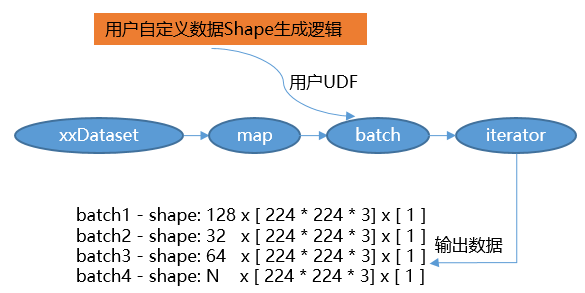 用户自定义数据Shape生成逻辑
用户UDF
xxDataset map batch iterator
batch1 - shape: 128 x [ 224 * 224 * 3] x [ 1 ]
batch2 - shape: 32 x [ 224 * 224 * 3] x [ 1 ]
batch3 - shape: 64 x [ 224 * 224 * 3] x [ 1 ]
batch4 - shape: N x [ 224 * 224 * 3] x [ 1 ]
输出数据